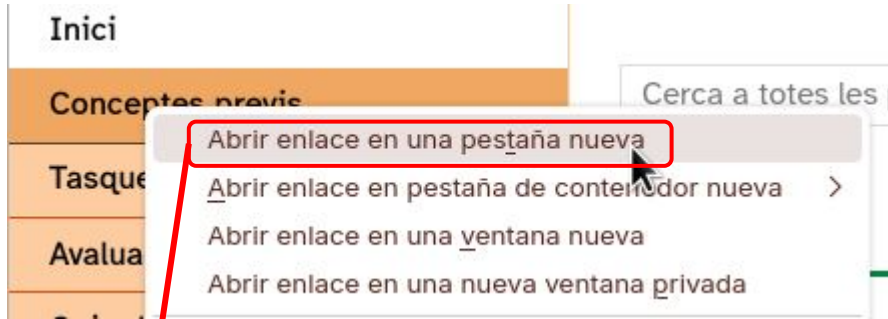 Inici
Conceptes previs
Cerca a totes les
Abrir enlace en una pestaña nueva
Tasque
Abrir enlace en pestaña de contenedor nueva
Abrir enlace en una ventana nueva
Avalua
Abrir enlace en una nueva ventana privada